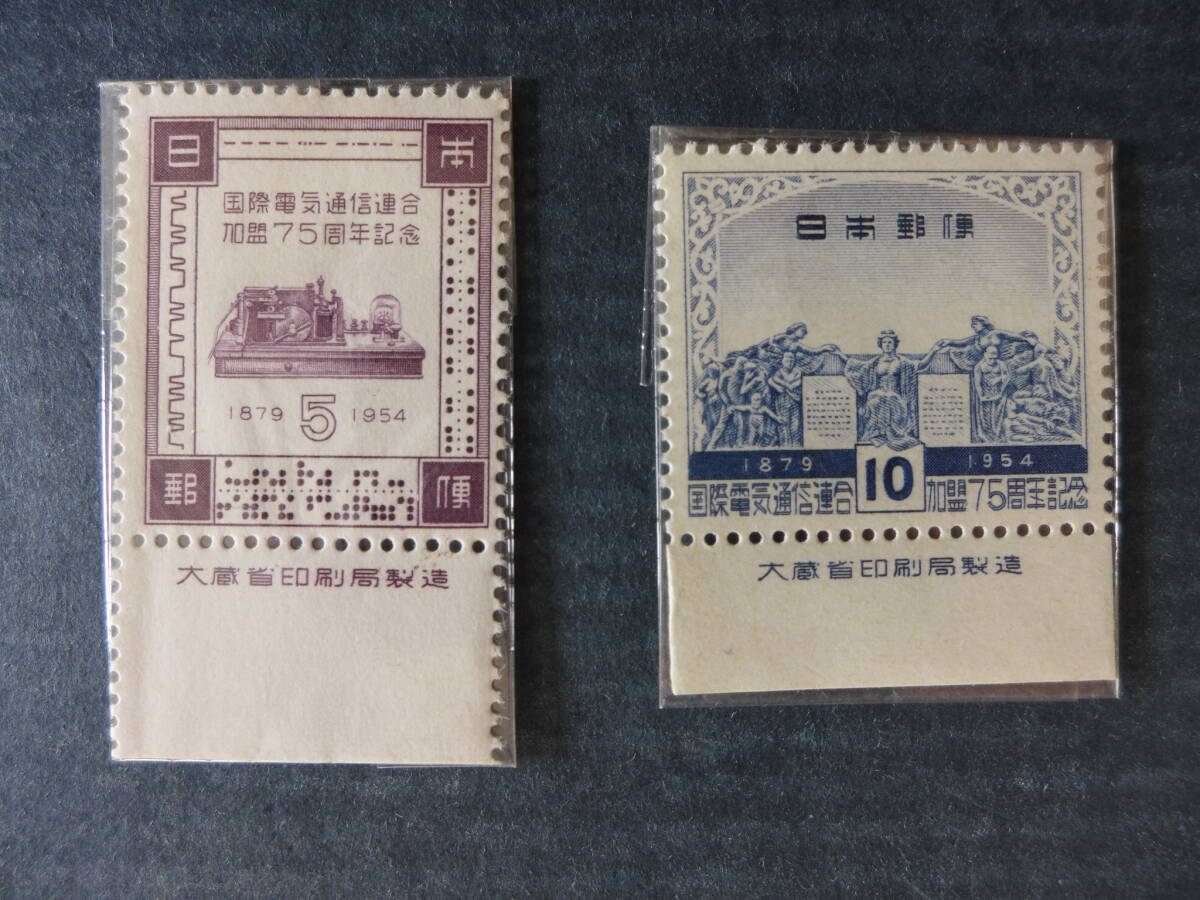 日本
国際電気通信連合
加盟75周年記念
1879 5 1954
郵便
大蔵省印刷局製造
日本郵便
1879 10 1954
国際電気通信連合 加盟75周年記念
大蔵省印刷局製造